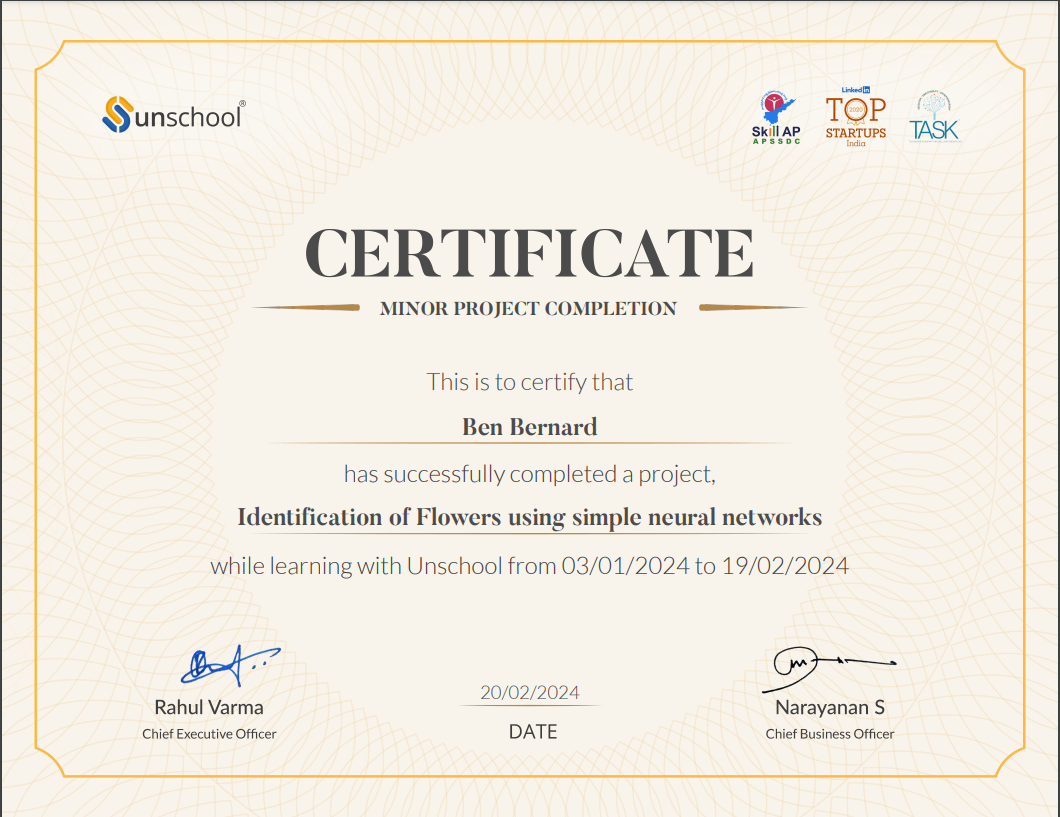 unschool®
Skill AP
APSSDC
LinkedIn
TOP
2020
STARTUPS
India
TASK
CERTIFICATE
MINOR PROJECT COMPLETION
This is to certify that
Ben Bernard
has successfully completed a project,
Identification of Flowers using simple neural networks
while learning with Unschool from 03/01/2024 to 19/02/2024
Rahul Varma
Chief Executive Officer
20/02/2024
DATE
Narayanan S
Chief Business Officer